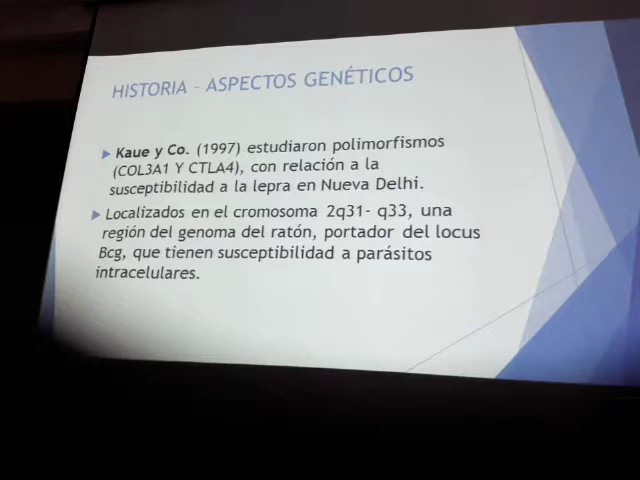 HISTORIA - ASPECTOS GENÉTICOS
Kaue y Co. (1997) estudiaron polimorfismos
(COL3A1 Y CTLA4), con relación a la
susceptibilidad a la lepra en Nueva Delhi.
Localizados en el cromosoma 2q31- q33, una
región del genoma del ratón, portador del locus
Bcg, que tienen susceptibilidad a parásitos
intracelulares.